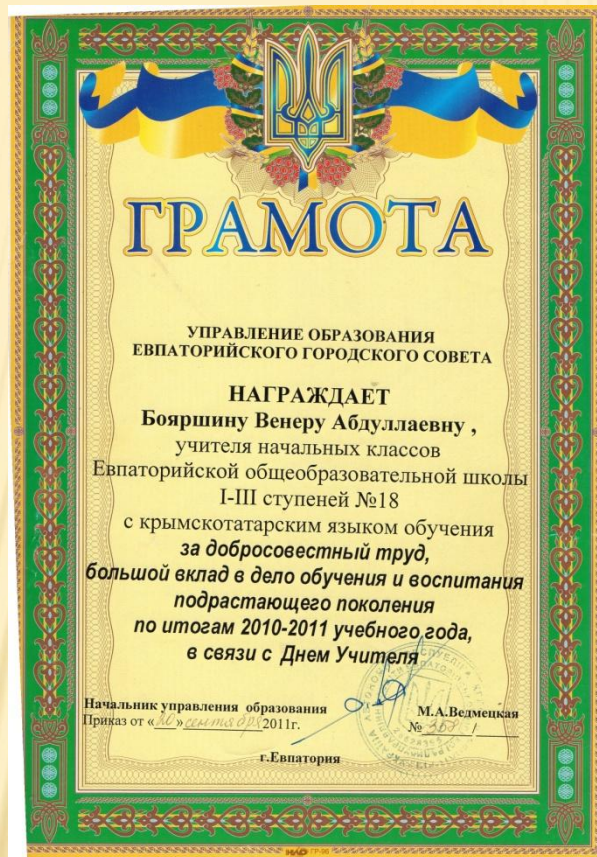 ГРАМОТА
УПРАВЛЕНИЕ ОБРАЗОВАНИЯ
ЕВПАТОРИЙСКОГО ГОРОДСКОГО СОВЕТА
НАГРАЖДАЕТ
Бояршину Венеру Абдуллаевну ,
учителя начальных классов
Евпаторийской общеобразовательной школы
I-III ступеней №18
с крымскотатарским языком обучения
за добросовестный труд,
большой вклад в дело обучения и воспитания
подрастающего поколения
по итогам 2010-2011 учебного года,
в связи с Днем Учителя
Начальник управления образования М.А.Ведмецкая
Приказ от « » сентября 2011г. № /
г.Евпатория